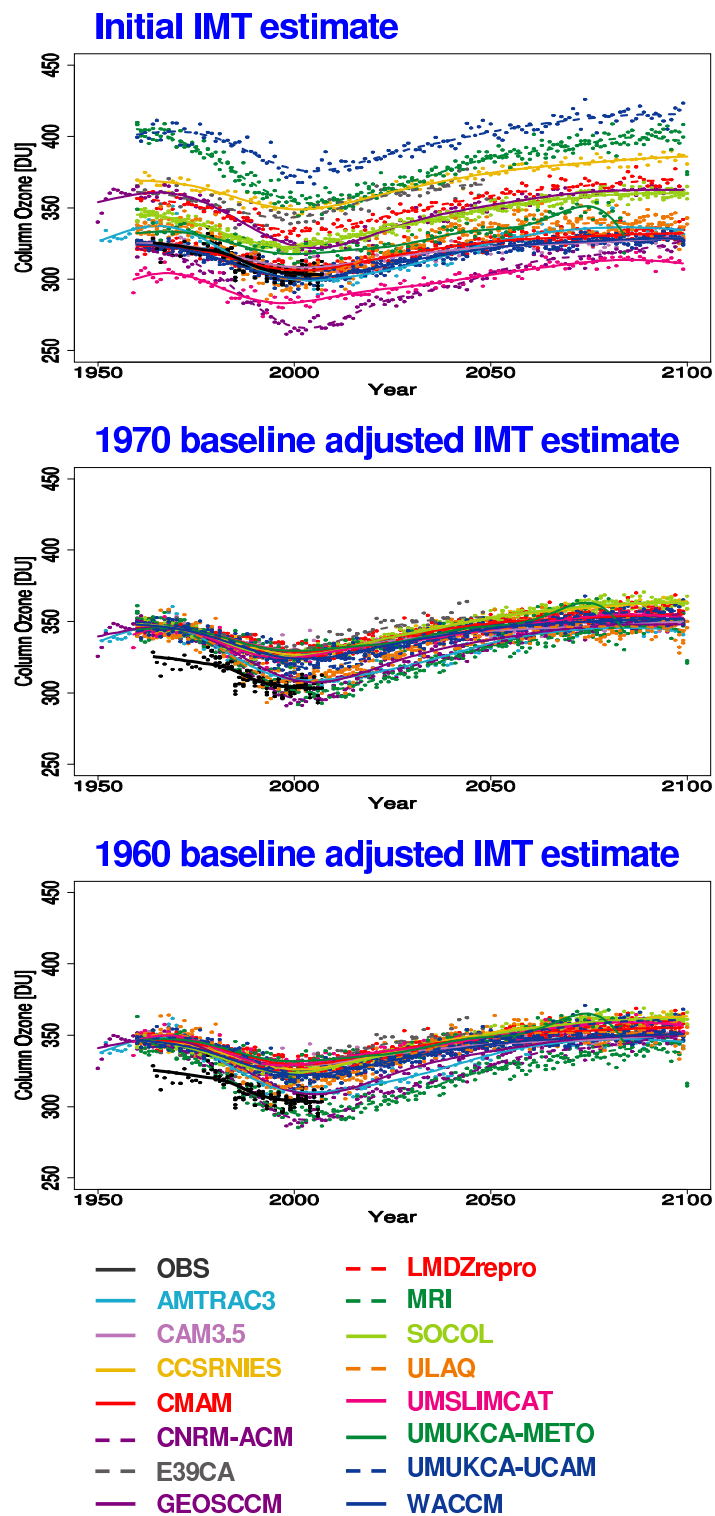 Initial IMT estimate
450
400
350
300
250
Column Ozone [DU]
1950 2000 2050 2100
Year
1970 baseline adjusted IMT estimate
450
400
350
300
250
Column Ozone [DU]
1950 2000 2050 2100
Year
1960 baseline adjusted IMT estimate
450
400
350
300
250
Column Ozone [DU]
1950 2000 2050 2100
Year
OBS
AMTRAC3
CAM3.5
CCSRNIES
CMAM
CNRM-ACM
E39CA
GEOSCCM
LMDZrepro
MRI
SOCOL
ULAQ
UMSLIMCAT
UMUKCA-METO
UMUKCA-UCAM
WACCM